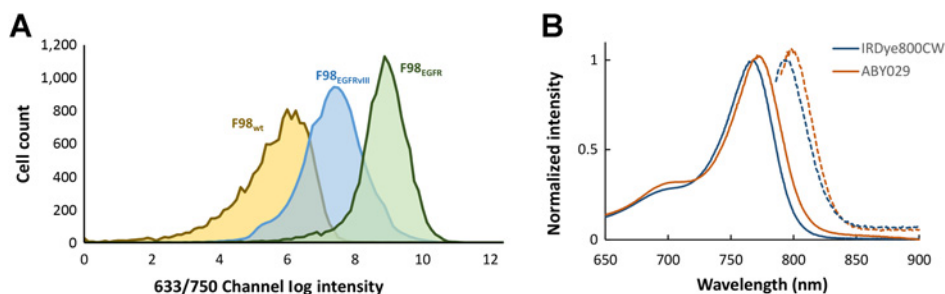 A
1,200
1,000
800
600
400
200
0
Cell count
F98wt
F98EGFRvIII
F98EGFR
0 2 4 6 8 10 12
633/750 Channel log intensity
B
1
0.5
0
Normalized intensity
IRDye800CW
ABY029
650 700 750 800 850 900
Wavelength (nm)